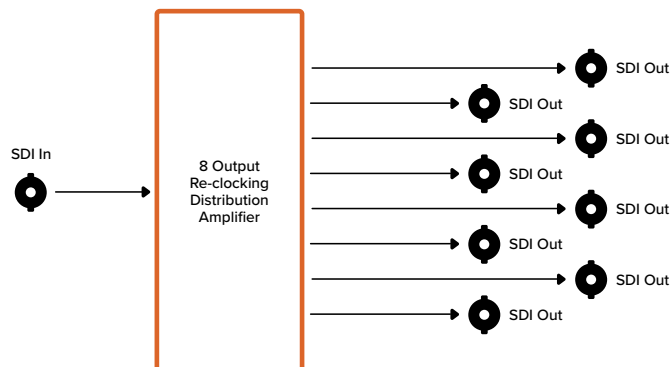 SDI In
8 Output
Re-clocking
Distribution
Amplifier
SDI Out
SDI Out
SDI Out
SDI Out
SDI Out
SDI Out
SDI Out
SDI Out